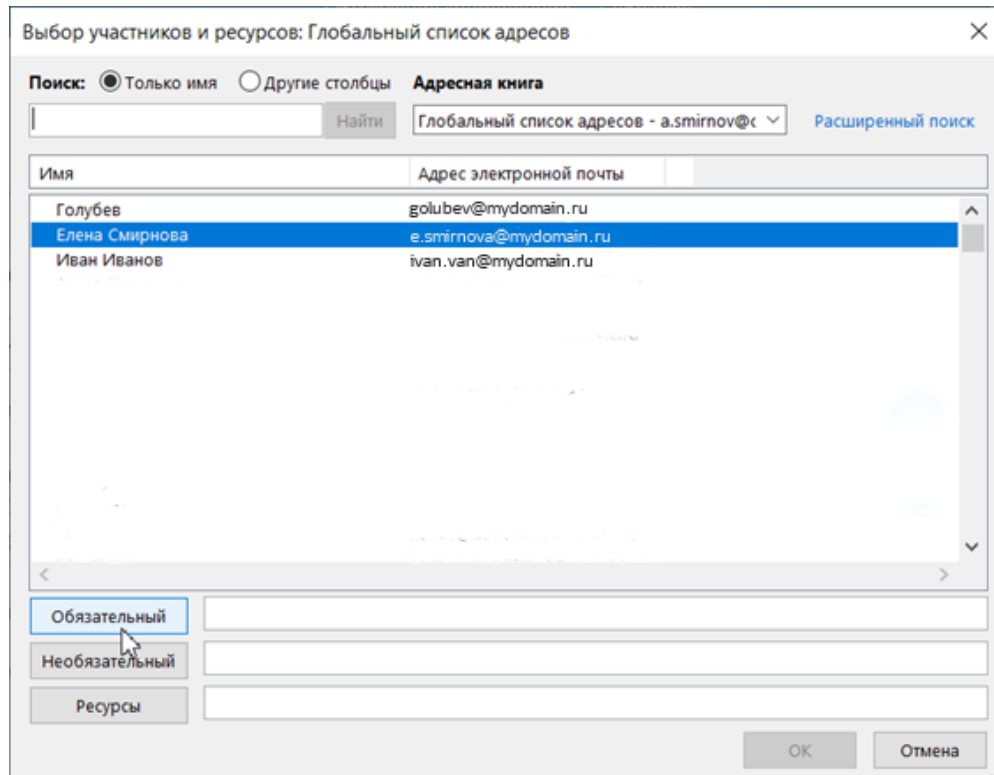 Выбор участников и ресурсов: Глобальный список адресов
Поиск: Только имя Другие столбцы Адресная книга
Найти Глобальный список адресов - a.smirnov@c Расширенный поиск
Имя Адрес электронной почты
Голубев golubev@mydomain.ru
Елена Смирнова e.smirnova@mydomain.ru
Иван Иванов ivan.van@mydomain.ru
Обязательный
Необязательный
Ресурсы
OK Отмена